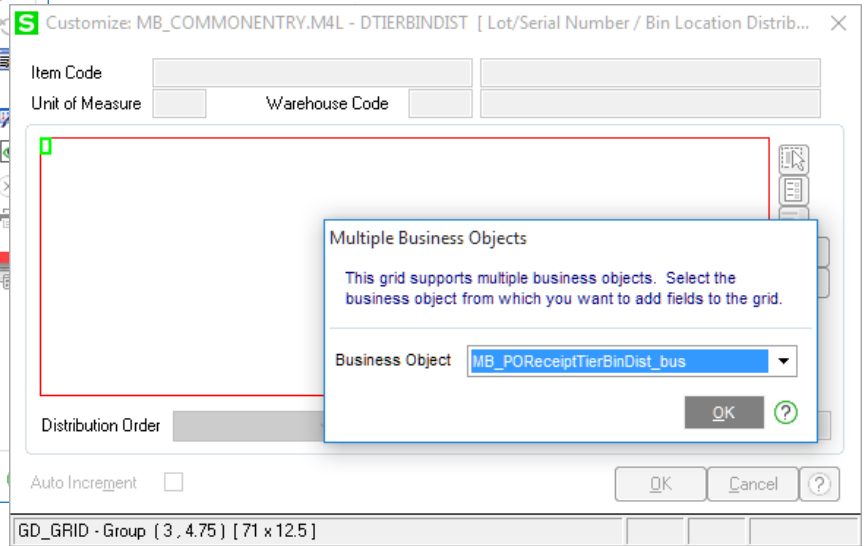 S Customize: MB_COMMONENTRY.M4L - DTIERBINDIST [ Lot/Serial Number / Bin Location Distrib...
Item Code
Unit of Measure Warehouse Code
Multiple Business Objects
This grid supports multiple business objects. Select the
business object from which you want to add fields to the grid.
Business Object MB_POReceiptTierBinDist_bus
OK ?
Distribution Order
Auto Increment OK Cancel ?
GD_GRID - Group ( 3 , 4.75 ) [ 71 x 12.5 ]